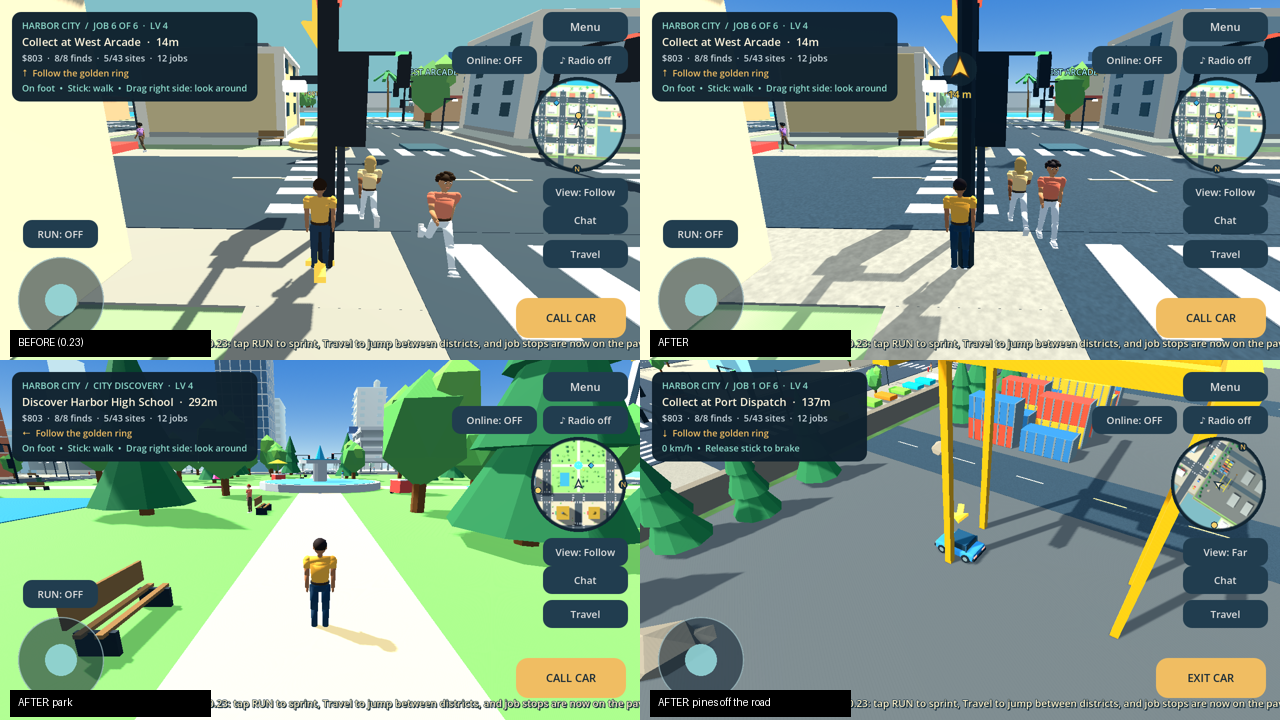 HARBOR CITY / JOB 6 OF 6 · LV 4
Collect at West Arcade · 14m
$803 · 8/8 finds · 5/43 sites · 12 jobs
↑ Follow the golden ring
On foot • Stick: walk • Drag right side: look around
Menu
Online: OFF
♪ Radio off
N
View: Follow
Chat
Travel
RUN: OFF
CALL CAR
BEFORE (0.23)
.23: tap RUN to sprint, Travel to jump between districts, and job stops are now on the pa
HARBOR CITY / JOB 6 OF 6 · LV 4
Collect at West Arcade · 14m
$803 · 8/8 finds · 5/43 sites · 12 jobs
↑ Follow the golden ring
On foot • Stick: walk • Drag right side: look around
14 m
Menu
Online: OFF
♪ Radio off
N
View: Follow
Chat
Travel
RUN: OFF
CALL CAR
AFTER
.23: tap RUN to sprint, Travel to jump between districts, and job stops are now on the pa
HARBOR CITY / CITY DISCOVERY · LV 4
Discover Harbor High School · 292m
$803 · 8/8 finds · 5/43 sites · 12 jobs
← Follow the golden ring
On foot • Stick: walk • Drag right side: look around
Menu
Online: OFF
♪ Radio off
N
View: Follow
Chat
Travel
RUN: OFF
CALL CAR
AFTER park
.23: tap RUN to sprint, Travel to jump between districts, and job stops are now on the pa
HARBOR CITY / JOB 1 OF 6 · LV 4
Collect at Port Dispatch · 137m
$803 · 8/8 finds · 5/43 sites · 12 jobs
↓ Follow the golden ring
0 km/h • Release stick to brake
Menu
Online: OFF
♪ Radio off
N
View: Far
Chat
Travel
EXIT CAR
AFTER pines off the road
.23: tap RUN to sprint, Travel to jump between districts, and job stops are now on the pa